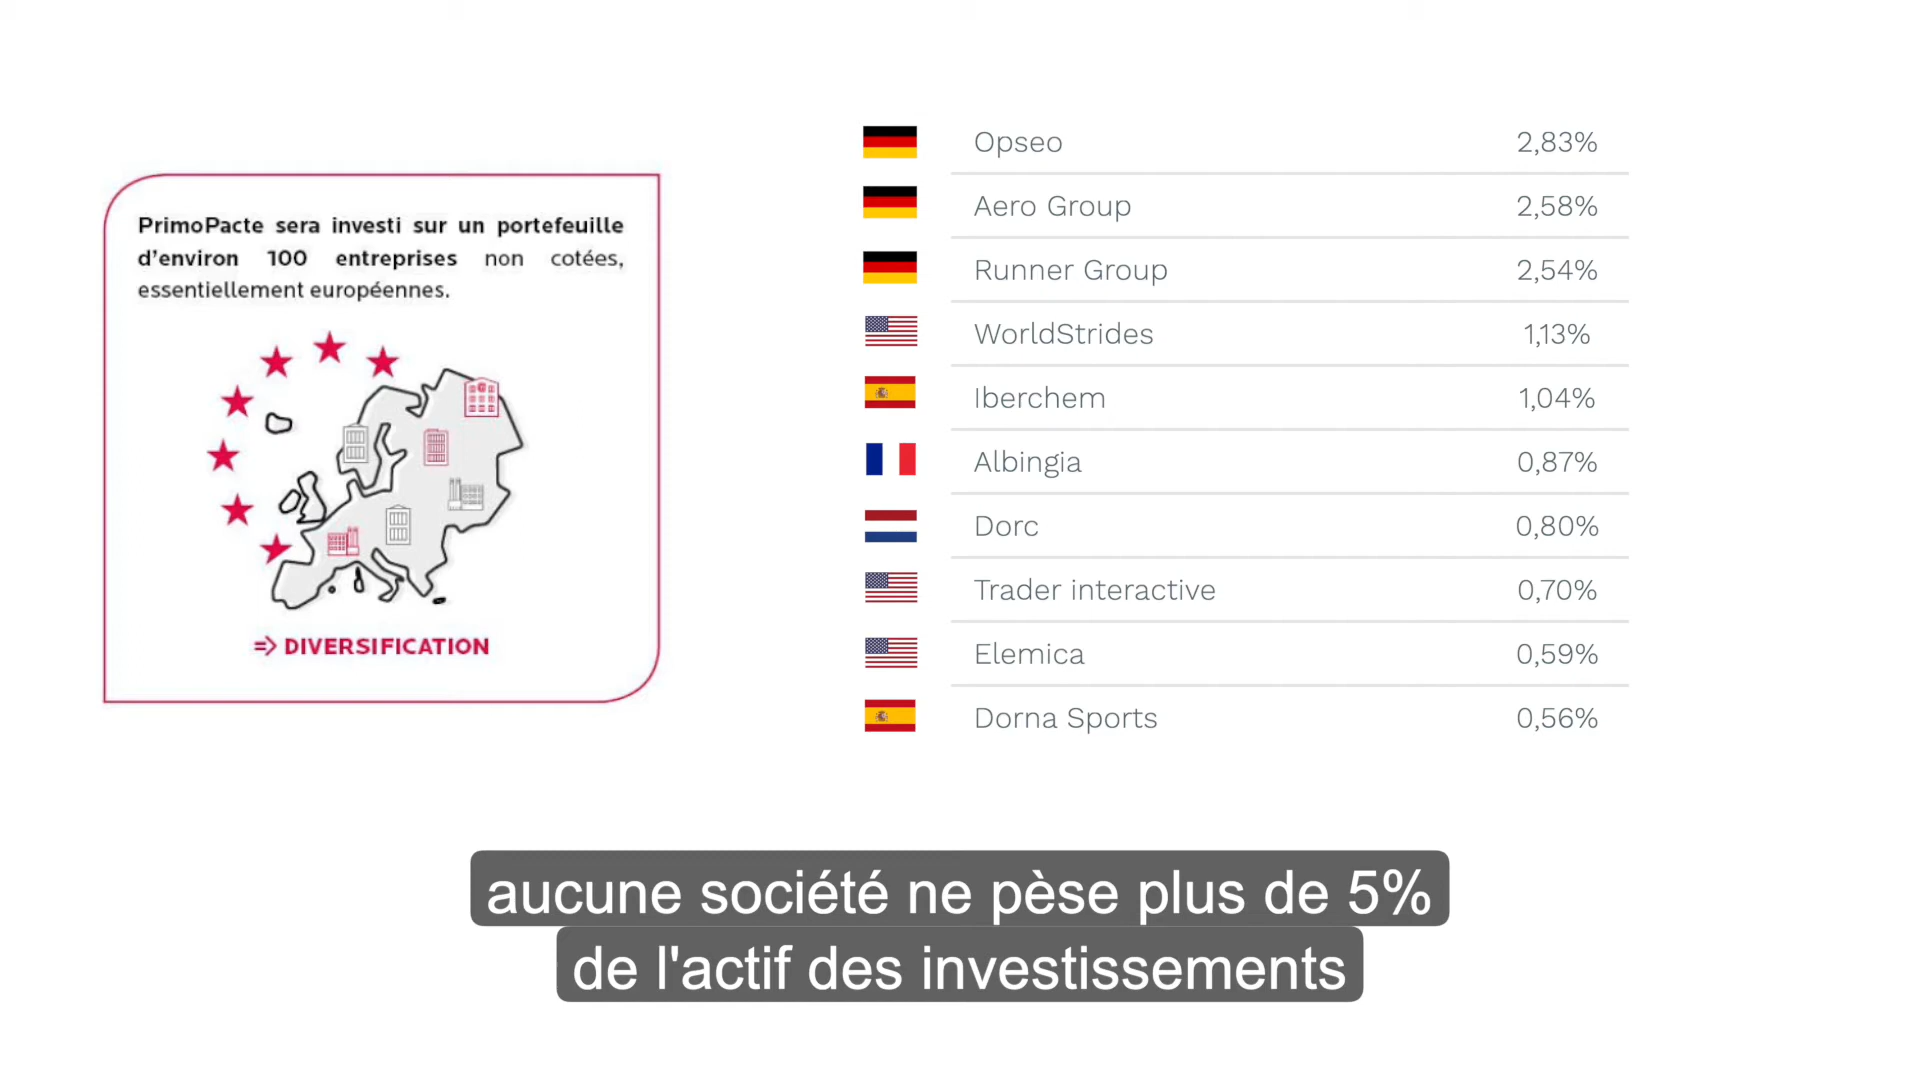 PrimoPacte sera investi sur un portefeuille
d’environ 100 entreprises non cotées,
essentiellement européennes.
=> DIVERSIFICATION
Opseo 2,83%
Aero Group 2,58%
Runner Group 2,54%
WorldStrides 1,13%
Iberchem 1,04%
Albingia 0,87%
Dorc 0,80%
Trader interactive 0,70%
Elemica 0,59%
Dorna Sports 0,56%
aucune société ne pèse plus de 5%
de l'actif des investissements